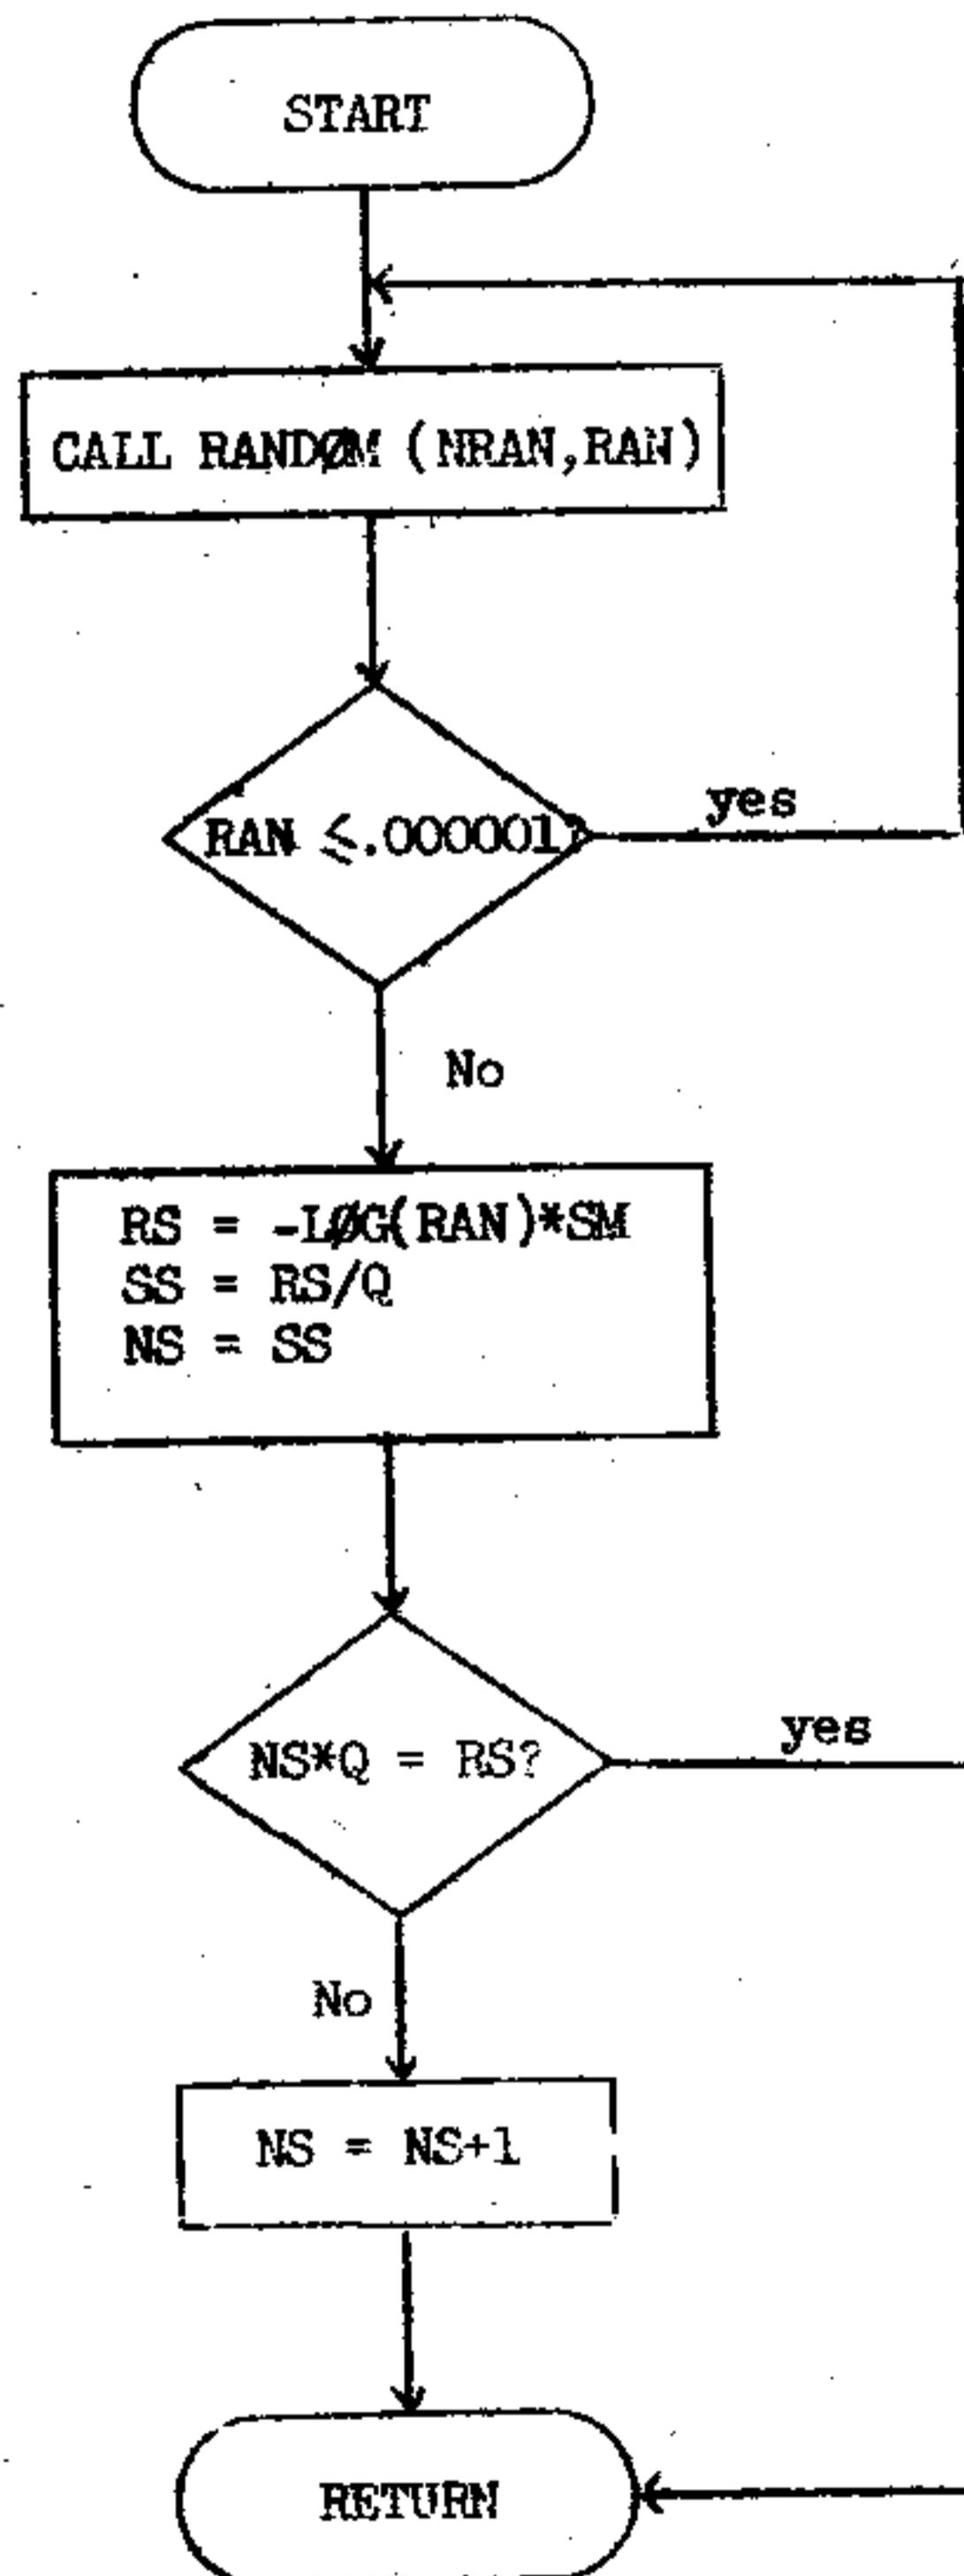 START
CALL RANDØM (NRAN,RAN)
RAN ≤.000001?
yes
No
RS = -LØG(RAN)*SM
SS = RS/Q
NS = SS
NS*Q = RS?
yes
No
NS = NS+1
RETURN